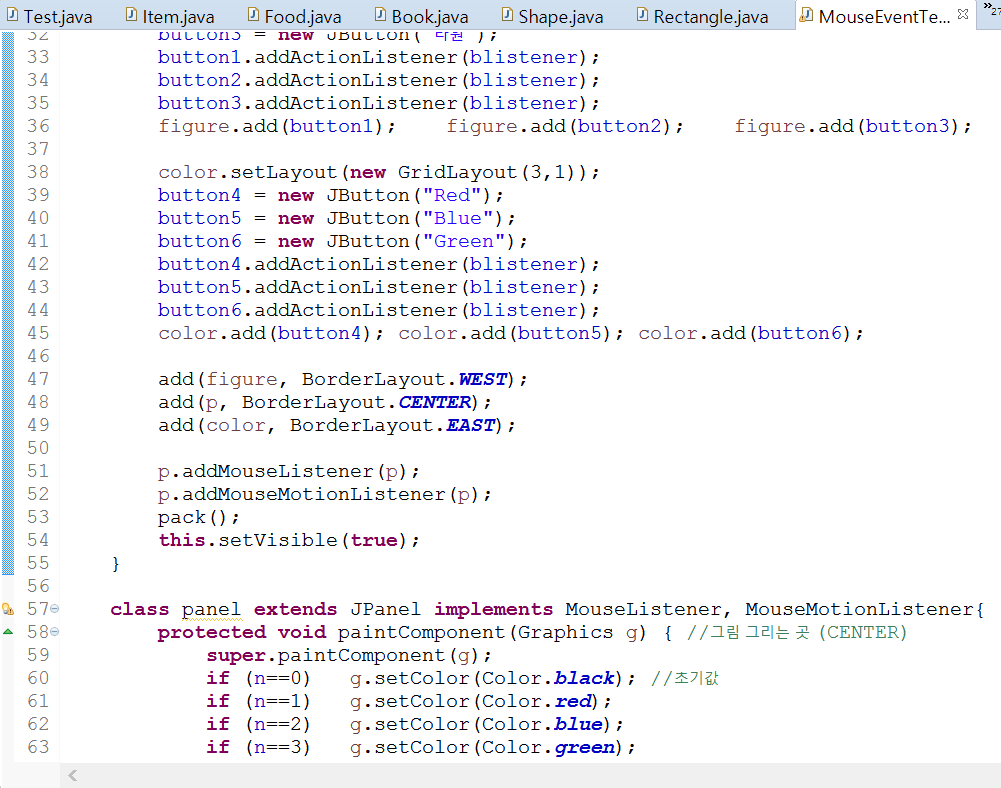 Test.java Item.java Food.java Book.java Shape.java Rectangle.java MouseEventTe... »27
32 button3 = new JButton("타원");
33 button1.addActionListener(blistener);
34 button2.addActionListener(blistener);
35 button3.addActionListener(blistener);
36 figure.add(button1); figure.add(button2); figure.add(button3);
37
38 color.setLayout(new GridLayout(3,1));
39 button4 = new JButton("Red");
40 button5 = new JButton("Blue");
41 button6 = new JButton("Green");
42 button4.addActionListener(blistener);
43 button5.addActionListener(blistener);
44 button6.addActionListener(blistener);
45 color.add(button4); color.add(button5); color.add(button6);
46
47 add(figure, BorderLayout.WEST);
48 add(p, BorderLayout.CENTER);
49 add(color, BorderLayout.EAST);
50
51 p.addMouseListener(p);
52 p.addMouseMotionListener(p);
53 pack();
54 this.setVisible(true);
55 }
56
57 class panel extends JPanel implements MouseListener, MouseMotionListener{
58 protected void paintComponent(Graphics g) { //그림 그리는 곳 (CENTER)
59 super.paintComponent(g);
60 if (n==0) g.setColor(Color.black); //초기값
61 if (n==1) g.setColor(Color.red);
62 if (n==2) g.setColor(Color.blue);
63 if (n==3) g.setColor(Color.green);